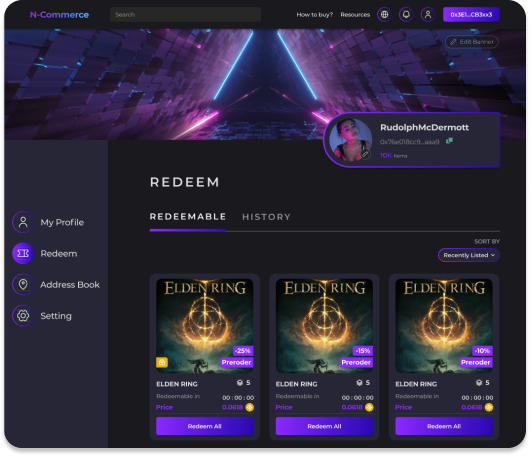 N-Commerce
Search
How to buy?
Resources
0x3E1...CB3xx3
Edit Banner
RudolphMcDermott
0x76e018cc9...aaa9
10K Items
REDEEM
REDEEMABLE
HISTORY
SORT BY
Recently Listed
My Profile
Redeem
Address Book
Setting
ELDEN RING
-25%
Preroder
ELDEN RING
5
Redeemable in
00 : 00 : 00
Price
0.0618
Redeem All
ELDEN RING
-15%
Preroder
ELDEN RING
5
Redeemable in
00 : 00 : 00
Price
0.0618
Redeem All
ELDEN RING
-10%
Preroder
ELDEN RING
5
Redeemable in
00 : 00 : 00
Price
0.0618
Redeem All